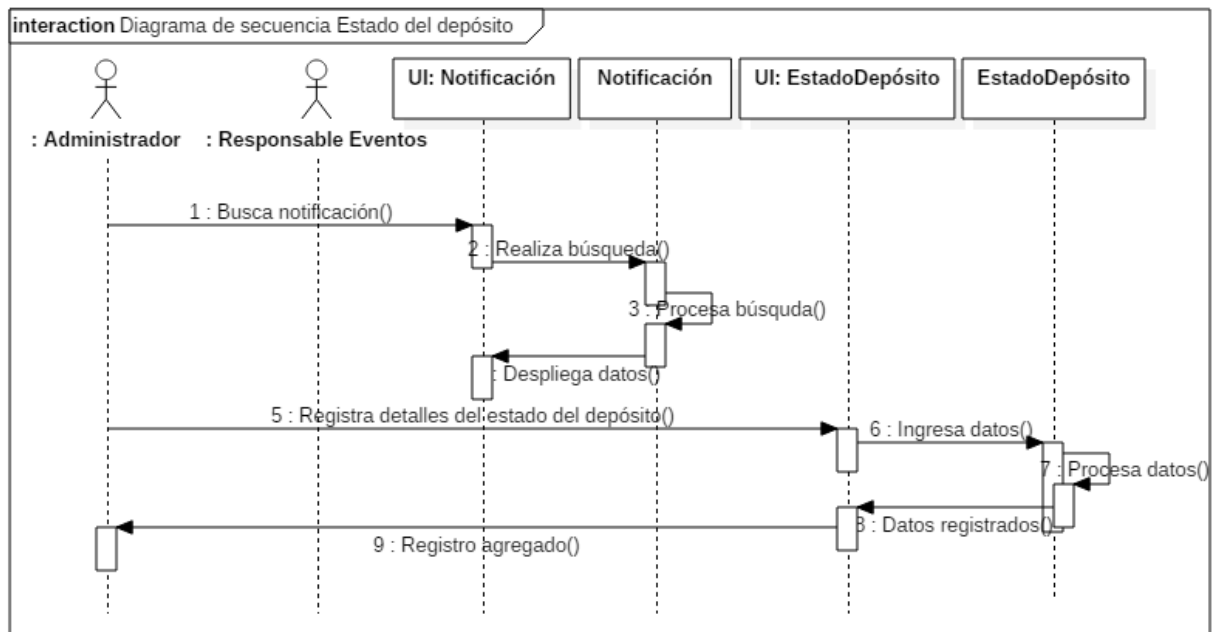 interaction Diagrama de secuencia Estado del depósito
UI: Notificación
Notificación
UI: EstadoDepósito
EstadoDepósito
: Administrador
: Responsable Eventos
1 : Busca notificación()
2 : Realiza búsqueda()
3 : Procesa búsquda()
: Despliega datos()
5 : Registra detalles del estado del depósito()
6 : Ingresa datos()
7 : Procesa datos()
8 : Datos registrados()
9 : Registro agregado()